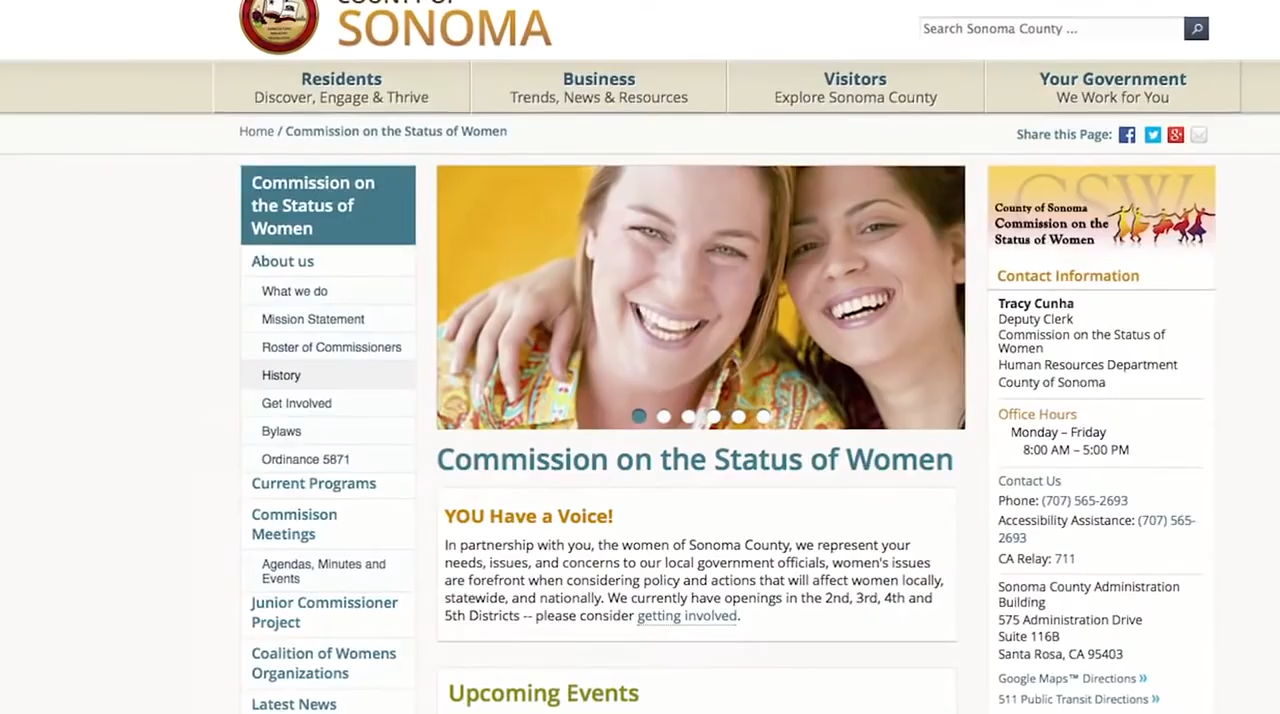 COUNTY OF
SONOMA
Search Sonoma County ...
Residents
Discover, Engage & Thrive
Business
Trends, News & Resources
Visitors
Explore Sonoma County
Your Government
We Work for You
Home / Commission on the Status of Women
Share this Page:
Commission on
the Status of
Women
About us
What we do
Mission Statement
Roster of Commissioners
History
Get Involved
Bylaws
Ordinance 5871
Current Programs
Commisison
Meetings
Agendas, Minutes and
Events
Junior Commissioner
Project
Coalition of Womens
Organizations
Latest News
Commission on the Status of Women
YOU Have a Voice!
In partnership with you, the women of Sonoma County, we represent your
needs, issues, and concerns to our local government officials, women's issues
are forefront when considering policy and actions that will affect women locally,
statewide, and nationally. We currently have openings in the 2nd, 3rd, 4th and
5th Districts -- please consider getting involved.
Upcoming Events
CSW
County of Sonoma
Commission on the
Status of Women
Contact Information
Tracy Cunha
Deputy Clerk
Commission on the Status of
Women
Human Resources Department
County of Sonoma
Office Hours
Monday – Friday
8:00 AM – 5:00 PM
Contact Us
Phone: (707) 565-2693
Accessibility Assistance: (707) 565-
2693
CA Relay: 711
Sonoma County Administration
Building
575 Administration Drive
Suite 116B
Santa Rosa, CA 95403
Google Maps™ Directions »
511 Public Transit Directions »